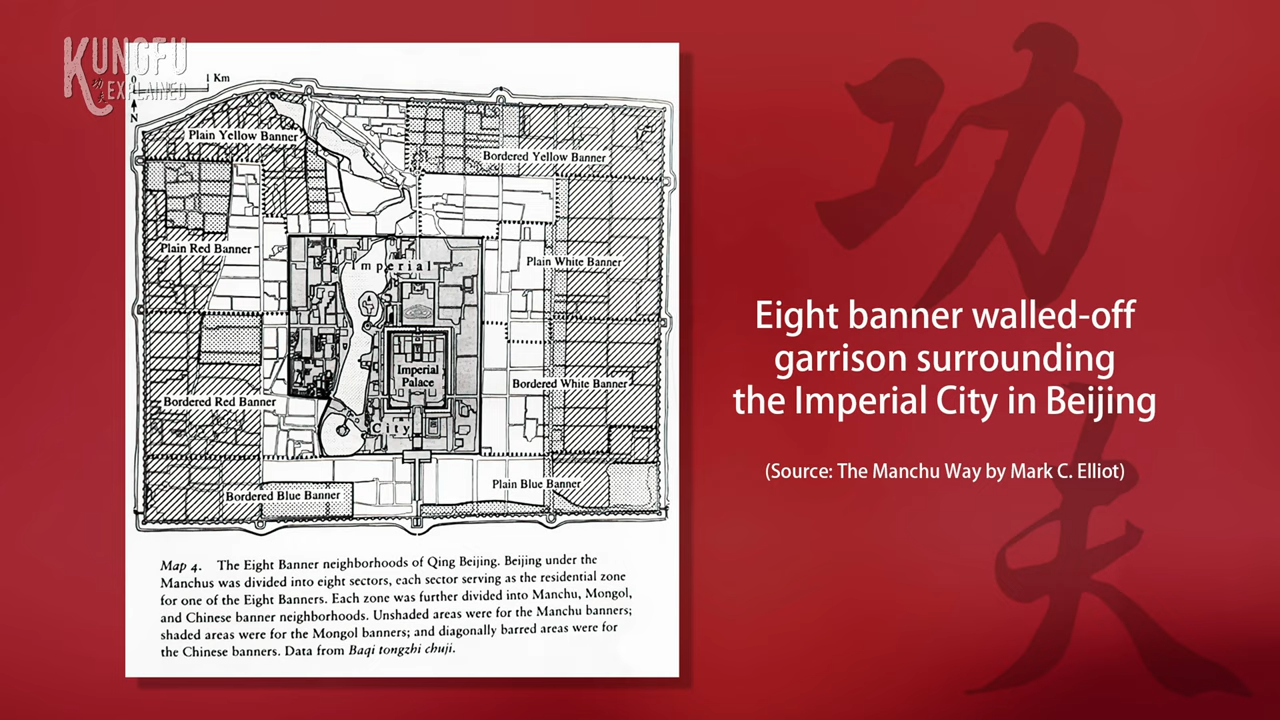 KUNGFU
功夫 EXPLAINED
0 1 Km
N
Plain Yellow Banner
Bordered Yellow Banner
Plain Red Banner
Imperial
Plain White Banner
Imperial
Palace
Bordered White Banner
Bordered Red Banner
City
Plain Blue Banner
Bordered Blue Banner
Map 4. The Eight Banner neighborhoods of Qing Beijing. Beijing under the
Manchus was divided into eight sectors, each sector serving as the residential zone
for one of the Eight Banners. Each zone was further divided into Manchu, Mongol,
and Chinese banner neighborhoods. Unshaded areas were for the Manchu banners;
shaded areas were for the Mongol banners; and diagonally barred areas were for
the Chinese banners. Data from Baqi tongzhi chuji.
功
夫
Eight banner walled-off
garrison surrounding
the Imperial City in Beijing
(Source: The Manchu Way by Mark C. Elliot)